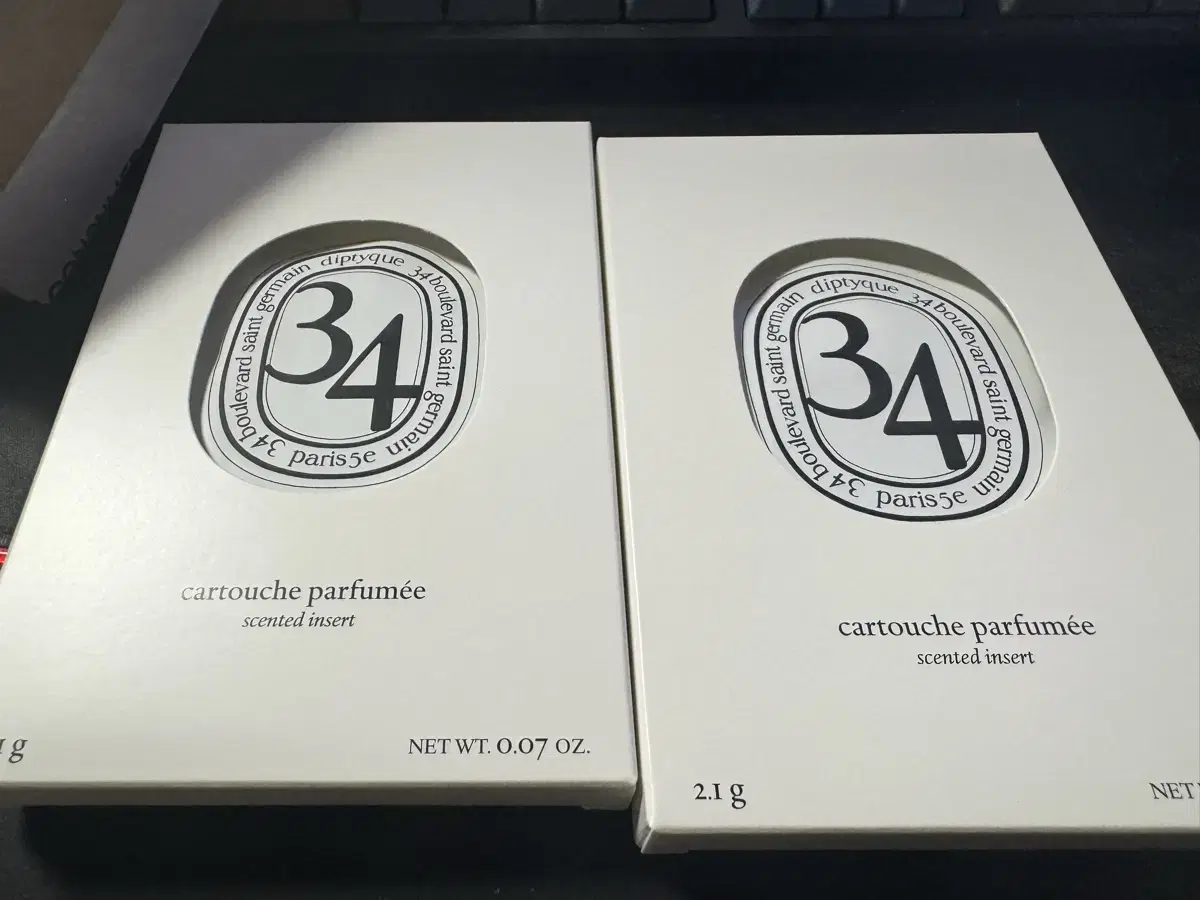 diptyque 34 boulevard saint germain paris 5e 34 boulevard saint germain
34
cartouche parfumée
scented insert
1 g
NET WT. 0.07 OZ.
diptyque 34 boulevard saint germain paris 5e 34 boulevard saint germain
34
cartouche parfumée
scented insert
2.1 g
NET